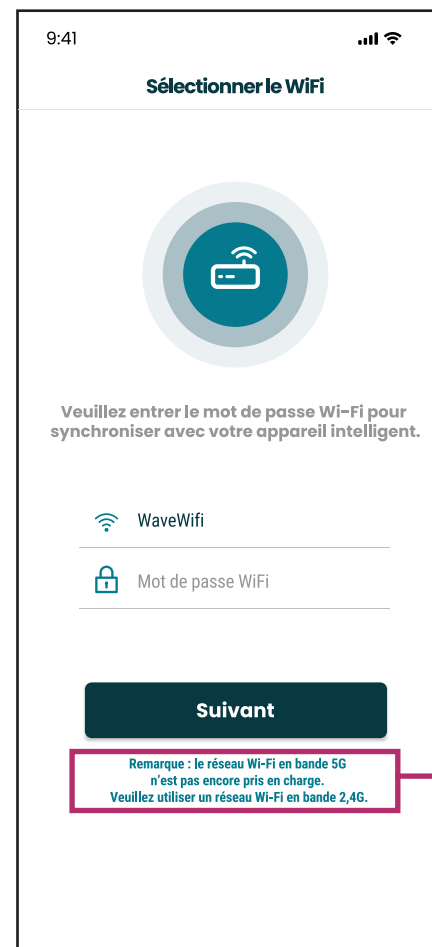 9:41
Sélectionner le WiFi
Veuillez entrer le mot de passe Wi-Fi pour
synchroniser avec votre appareil intelligent.
WaveWifi
Mot de passe WiFi
Suivant
Remarque : le réseau Wi-Fi en bande 5G
n’est pas encore pris en charge.
Veuillez utiliser un réseau Wi-Fi en bande 2,4G.